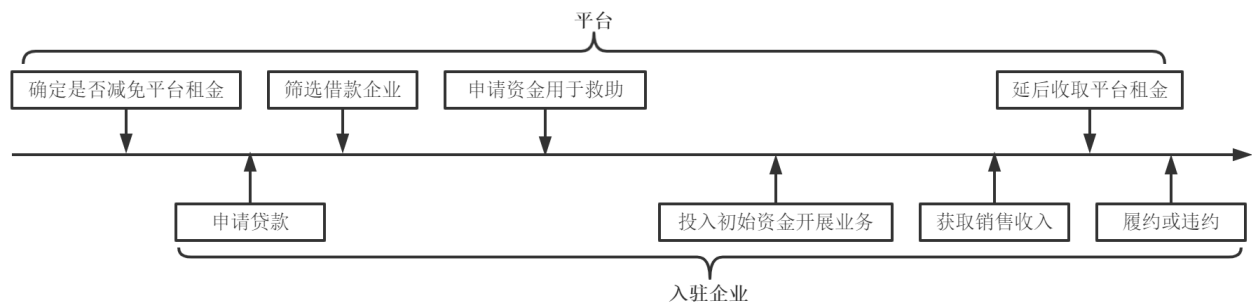 平台
确定是否减免平台租金
筛选借款企业
申请资金用于救助
延后收取平台租金
申请贷款
投入初始资金开展业务
获取销售收入
履约或违约
入驻企业